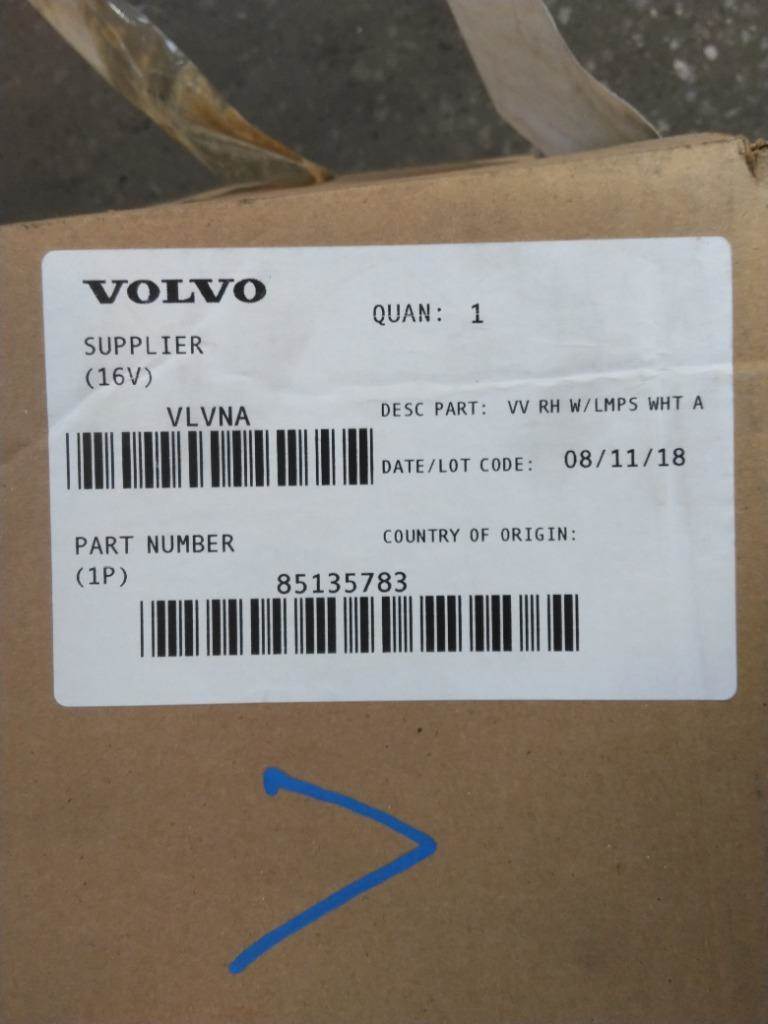 VOLVO
QUAN: 1
SUPPLIER
(16V)
VLVNA
DESC PART: VV RH W/LMPS WHT A
DATE/LOT CODE: 08/11/18
PART NUMBER
(1P)
COUNTRY OF ORIGIN:
85135783